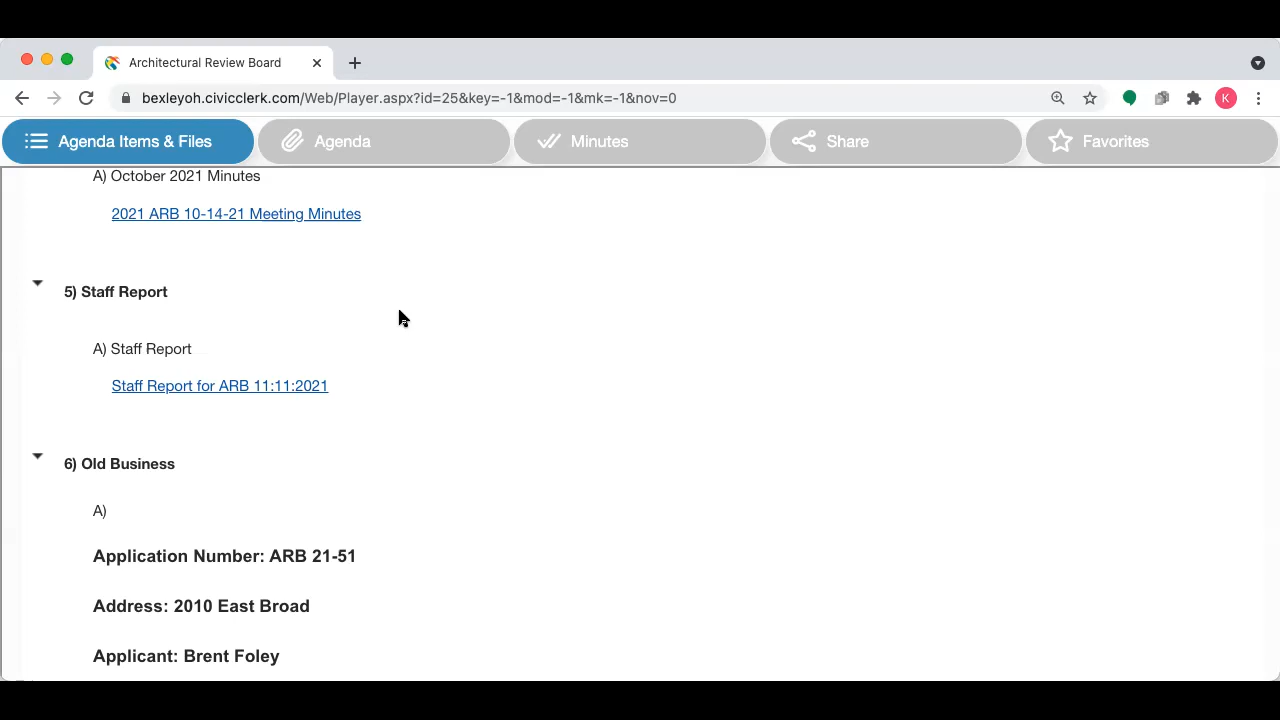 Architectural Review Board
bexleyoh.civicclerk.com/Web/Player.aspx?id=25&key=-1&mod=-1&mk=-1&nov=0
K
Agenda Items & Files
Agenda
Minutes
Share
Favorites
A) October 2021 Minutes
2021 ARB 10-14-21 Meeting Minutes
5) Staff Report
A) Staff Report
Staff Report for ARB 11:11:2021
6) Old Business
A)
Application Number: ARB 21-51
Address: 2010 East Broad
Applicant: Brent Foley